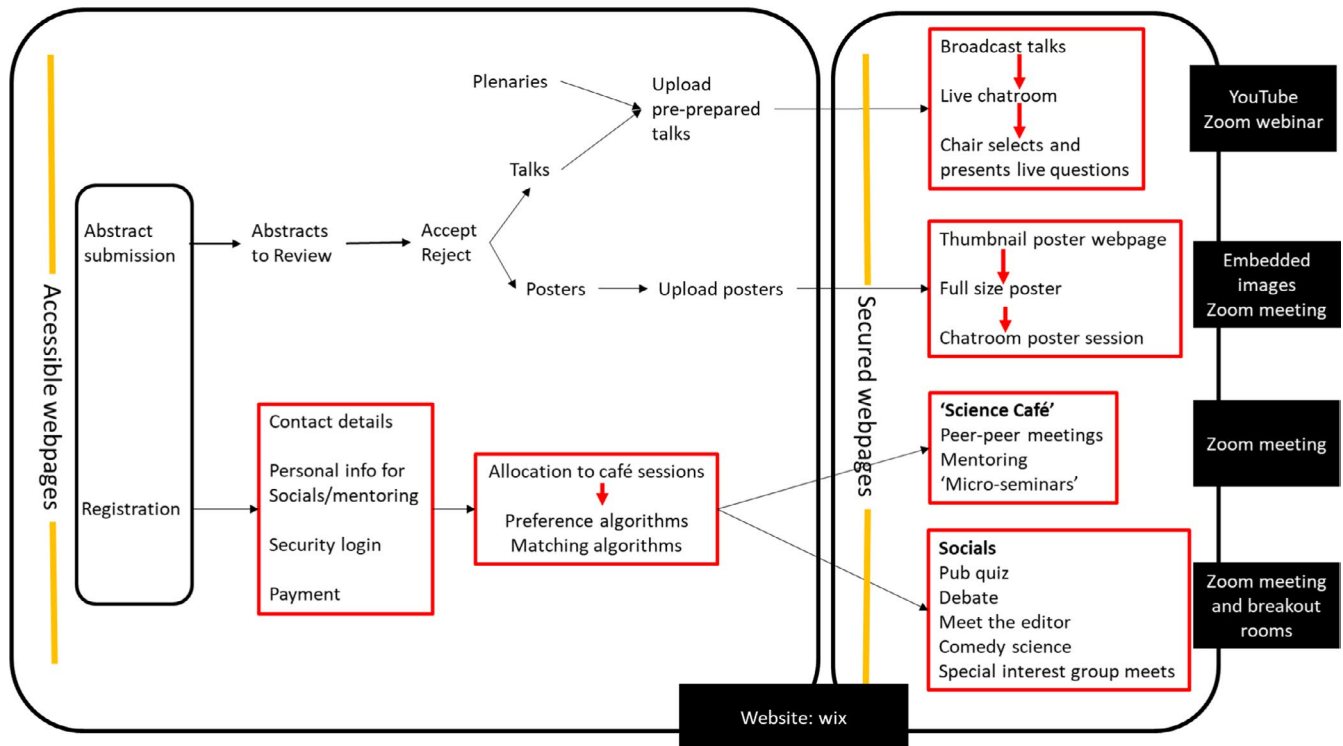 Accessible webpages
Abstract
submission
Registration
Abstracts
to Review
Accept
Reject
Plenaries
Talks
Posters
Upload
pre-prepared
talks
Upload posters
Contact details
Personal info for
Socials/mentoring
Security login
Payment
Allocation to café sessions
Preference algorithms
Matching algorithms
Secured webpages
Broadcast talks
Live chatroom
Chair selects and
presents live questions
YouTube
Zoom webinar
Thumbnail poster webpage
Full size poster
Chatroom poster session
Embedded
images
Zoom meeting
‘Science Café’
Peer-peer meetings
Mentoring
‘Micro-seminars’
Zoom meeting
Socials
Pub quiz
Debate
Meet the editor
Comedy science
Special interest group meets
Zoom meeting
and breakout
rooms
Website: wix